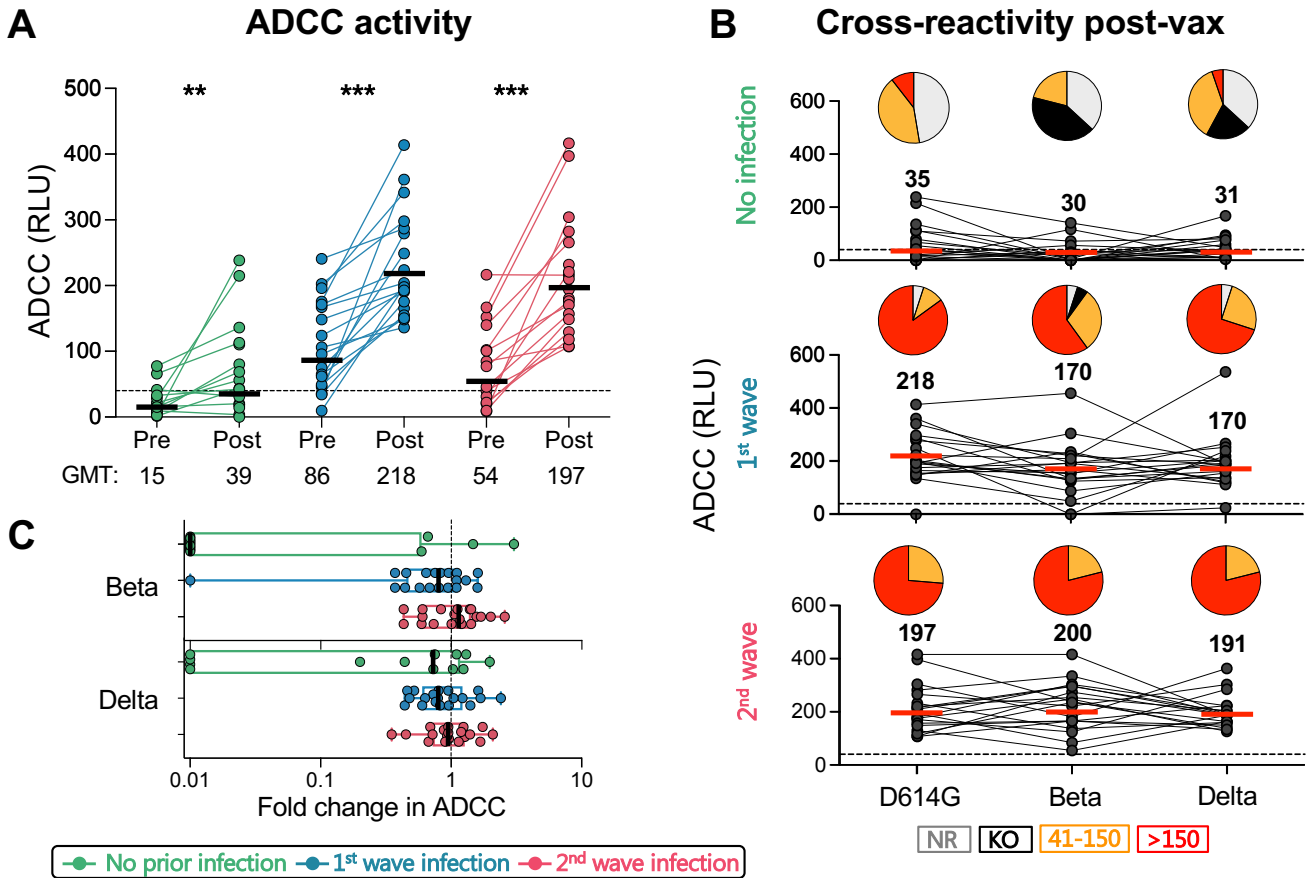 A
ADCC activity
ADCC (RLU)
500
400
300
200
100
0
**
***
***
Pre
Post
Pre
Post
Pre
Post
GMT:
15
39
86
218
54
197
B
Cross-reactivity post-vax
ADCC (RLU)
No infection
600
400
200
0
35
30
31
1st wave
600
400
200
0
218
170
170
2nd wave
600
400
200
0
197
200
191
D614G
Beta
Delta
NR
KO
41-150
>150
C
Beta
Delta
0.01
0.1
1
10
Fold change in ADCC
No prior infection
1st wave infection
2nd wave infection